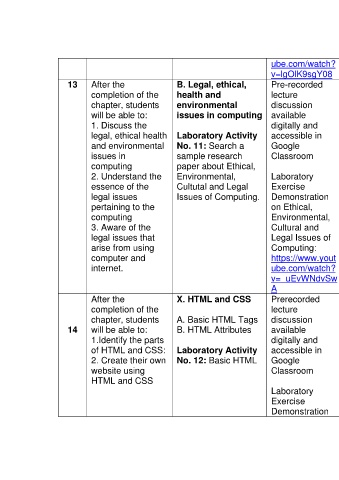 ube.com/watch?
v=lgOlK9sgY08
13
After the
completion of the
chapter, students
will be able to:
1. Discuss the
legal, ethical health
and environmental
issues in
computing
2. Understand the
essence of the
legal issues
pertaining to the
computing
3. Aware of the
legal issues that
arise from using
computer and
internet.
B. Legal, ethical,
health and
environmental
issues in computing
Laboratory Activity
No. 11: Search a
sample research
paper about Ethical,
Environmental,
Cultutal and Legal
Issues of Computing.
Pre-recorded
lecture
discussion
available
digitally and
accessible in
Google
Classroom
Laboratory
Exercise
Demonstration
on Ethical,
Environmental,
Cultural and
Legal Issues of
Computing:
https://www.yout
ube.com/watch?
v=_uEvWNdvSw
A
14
After the
completion of the
chapter, students
will be able to:
1.Identify the parts
of HTML and CSS:
2. Create their own
website using
HTML and CSS
X. HTML and CSS
A. Basic HTML Tags
B. HTML Attributes
Laboratory Activity
No. 12: Basic HTML
Prerecorded
lecture
discussion
available
digitally and
accessible in
Google
Classroom
Laboratory
Exercise
Demonstration